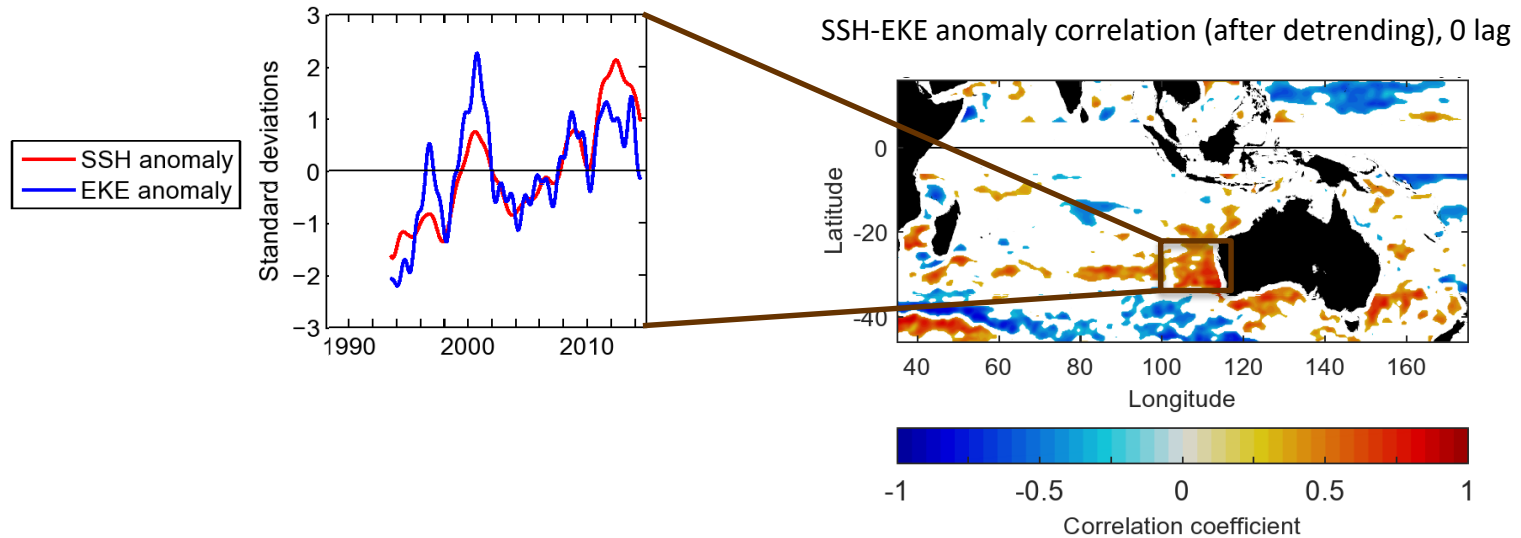 SSH anomaly
EKE anomaly
Standard deviations
3
2
1
0
−1
−2
−3
1990 2000 2010
SSH-EKE anomaly correlation (after detrending), 0 lag
Latitude
0
-20
-40
40 60 80 100 120 140 160
Longitude
-1 -0.5 0 0.5 1
Correlation coefficient